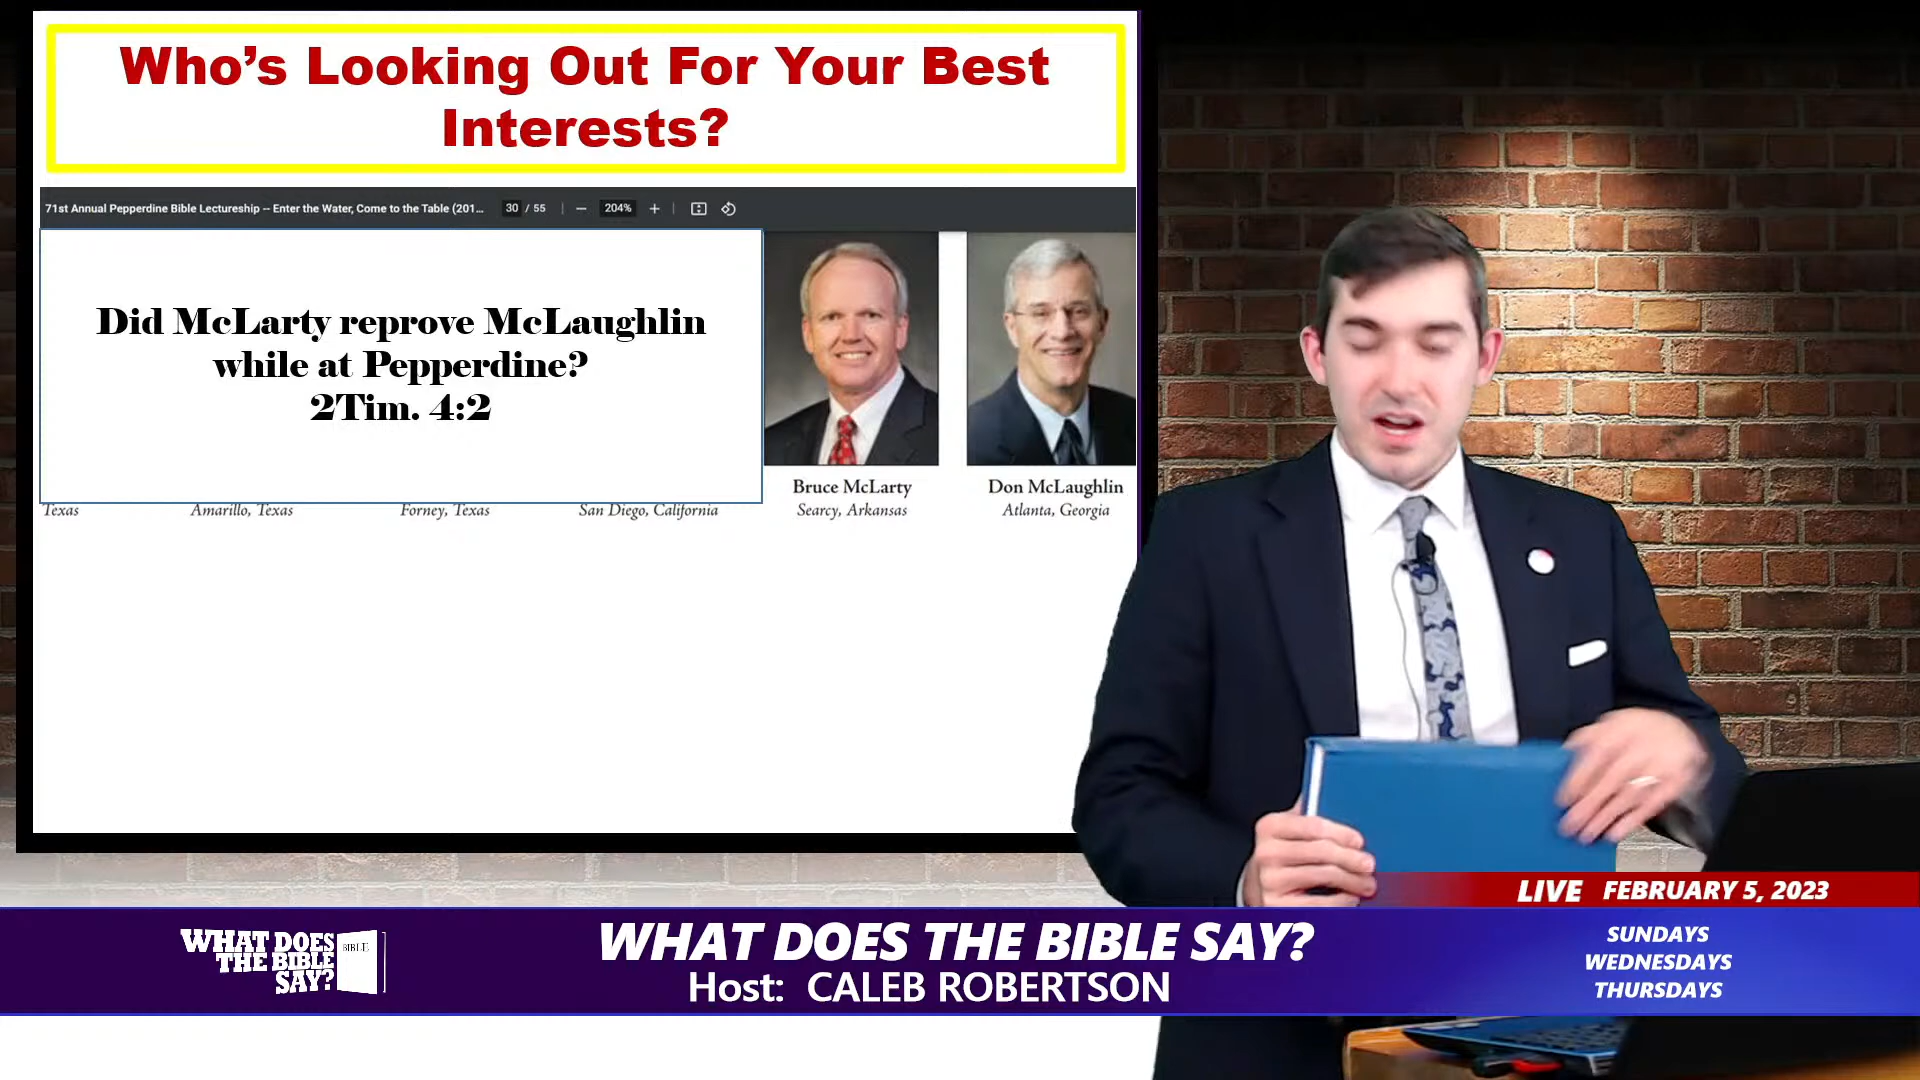 Who's Looking Out For Your Best
Interests?
71st Annual Pepperdine Bible Lectureship -- Enter the Water, Come to the Table (201...
30 / 55
204%
Did McLarty reprove McLaughlin
while at Pepperdine?
2Tim. 4:2
Texas
Amarillo, Texas
Forney, Texas
San Diego, California
Bruce McLarty
Searcy, Arkansas
Don McLaughlin
Atlanta, Georgia
LIVE FEBRUARY 5, 2023
WHAT DOES
THE BIBLE
SAY?
BIBLE
WHAT DOES THE BIBLE SAY?
Host: CALEB ROBERTSON
SUNDAYS
WEDNESDAYS
THURSDAYS